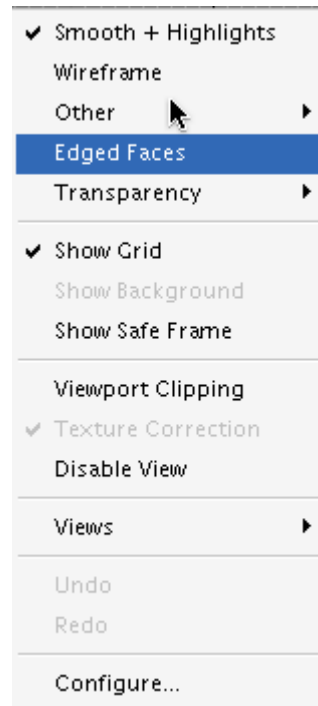 Smooth + Highlights
Wireframe
Other
Edged Faces
Transparency
Show Grid
Show Background
Show Safe Frame
Viewport Clipping
Texture Correction
Disable View
Views
Undo
Redo
Configure...